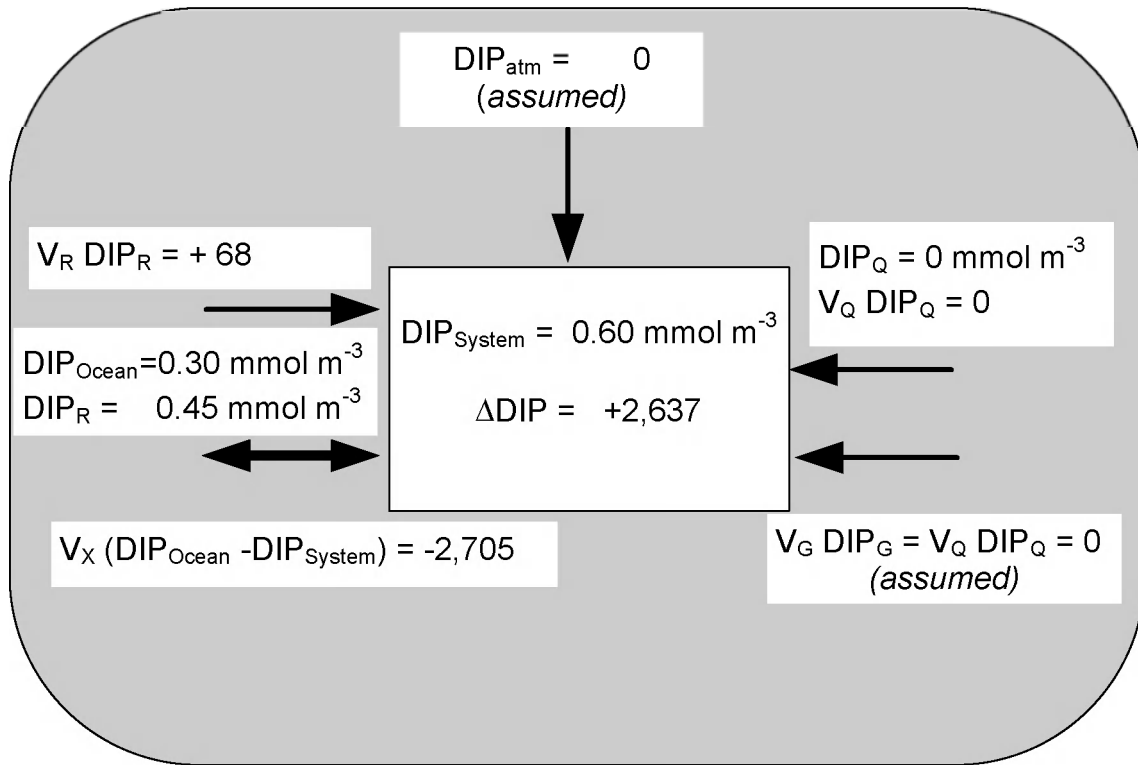 DIPatm = 0
(assumed)
VR DIPR = + 68
DIPOcean=0.30 mmol m-3
DIPR = 0.45 mmol m-3
VX (DIPOcean -DIPSystem) = -2,705
DIPSystem = 0.60 mmol m-3
ΔDIP = +2,637
DIPQ = 0 mmol m-3
VQ DIPQ = 0
VG DIPG = VQ DIPQ = 0
(assumed)